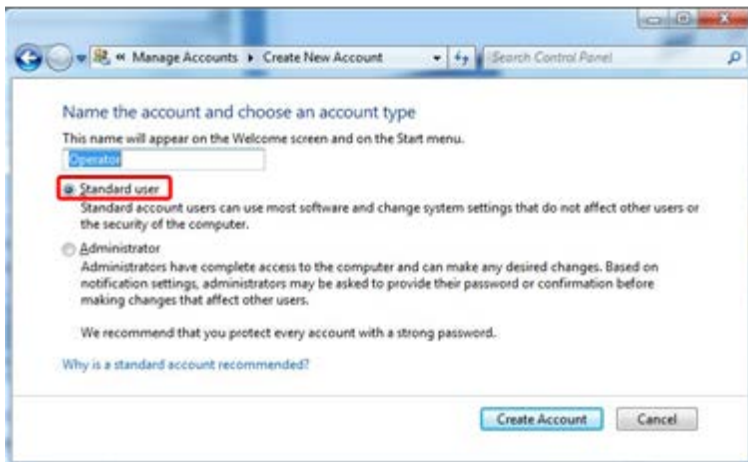 « Manage Accounts ▸ Create New Account
Search Control Panel
Name the account and choose an account type
This name will appear on the Welcome screen and on the Start menu.
Operator
Standard user
Standard account users can use most software and change system settings that do not affect other users or
the security of the computer.
Administrator
Administrators have complete access to the computer and can make any desired changes. Based on
notification settings, administrators may be asked to provide their password or confirmation before
making changes that affect other users.
We recommend that you protect every account with a strong password.
Why is a standard account recommended?
Create Account
Cancel